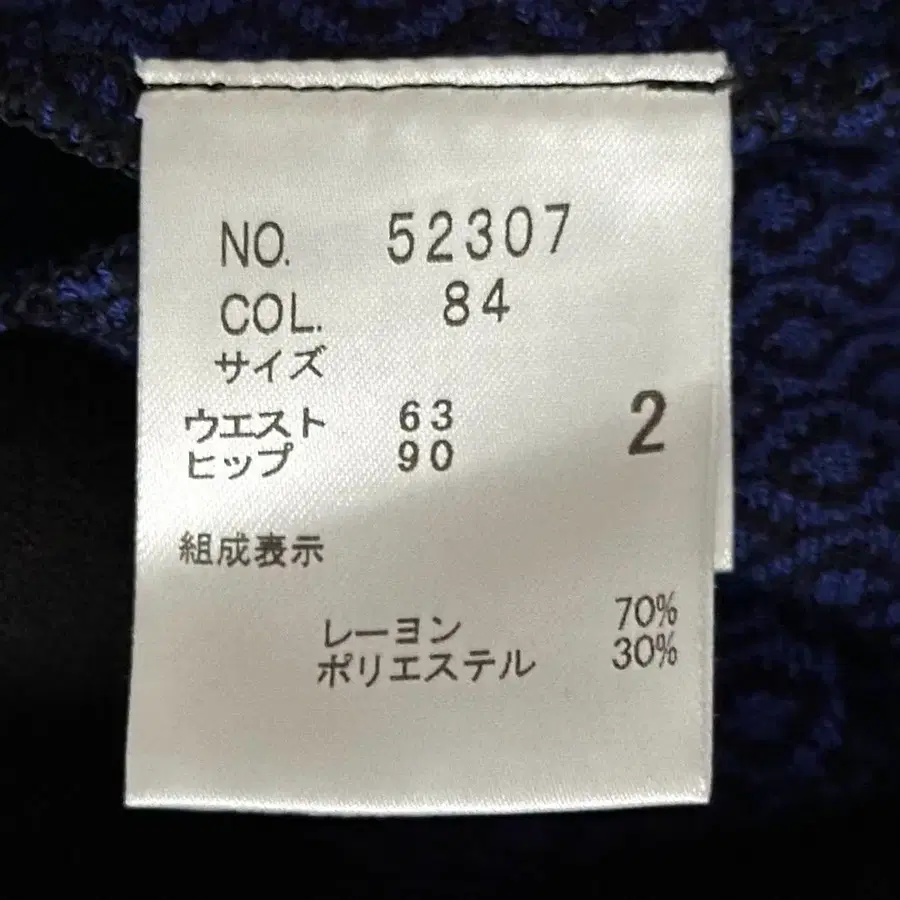 NO. 52307
COL. 84
サイズ
ウエスト 63 2
ヒップ 90
組成表示
レーヨン 70%
ポリエステル 30%